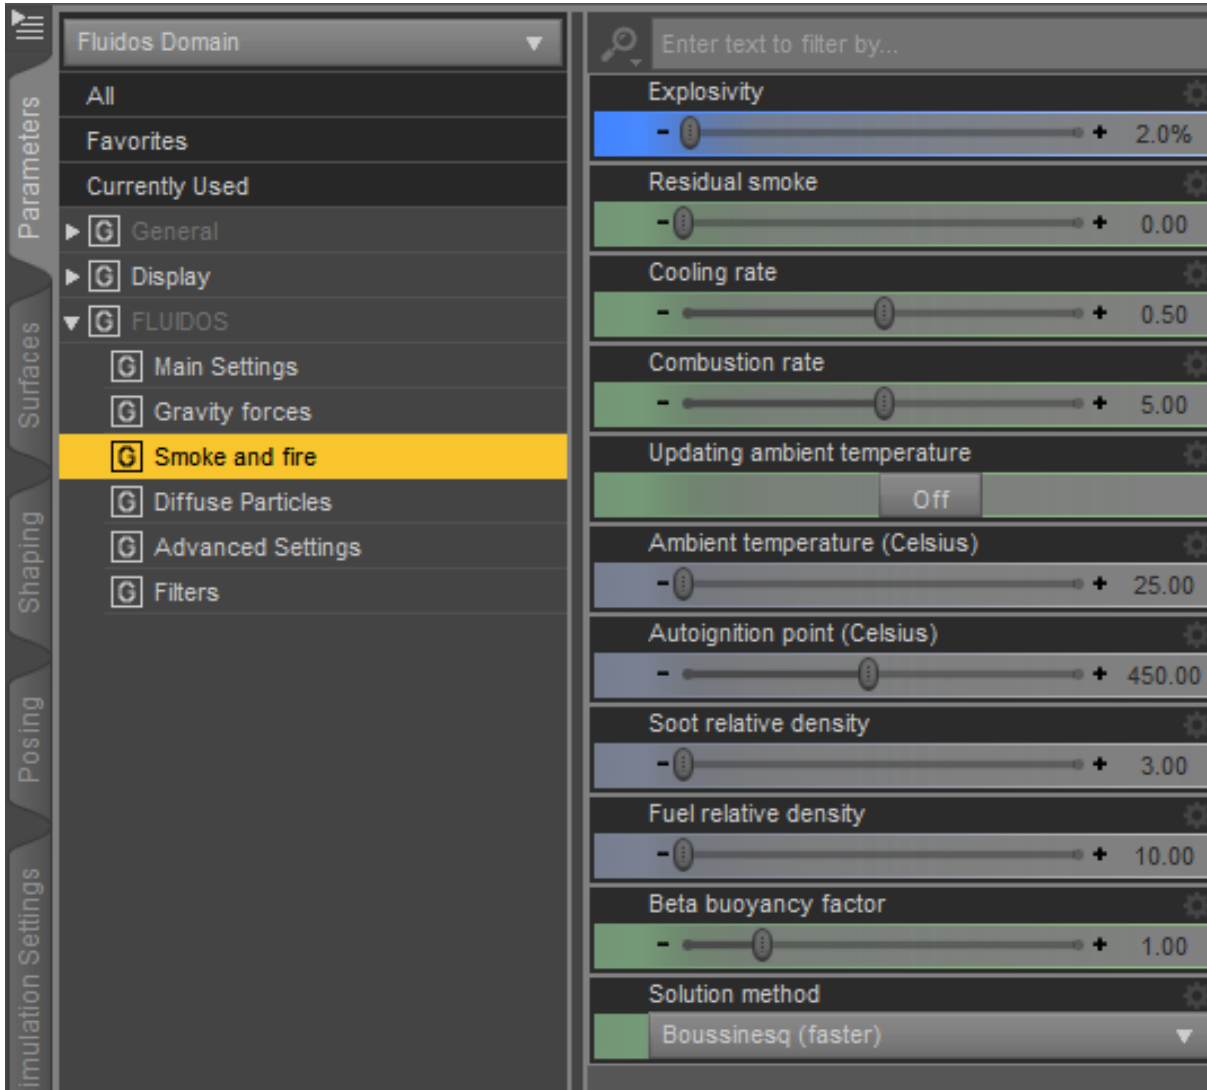 Fluidos Domain
All
Favorites
Currently Used
G General
G Display
G FLUIDOS
G Main Settings
G Gravity forces
G Smoke and fire
G Diffuse Particles
G Advanced Settings
G Filters
Parameters
Surfaces
Shaping
Posing
imulation Settings
Enter text to filter by...
Explosivity
- + 2.0%
Residual smoke
- + 0.00
Cooling rate
- + 0.50
Combustion rate
- + 5.00
Updating ambient temperature
Off
Ambient temperature (Celsius)
- + 25.00
Autoignition point (Celsius)
- + 450.00
Soot relative density
- + 3.00
Fuel relative density
- + 10.00
Beta buoyancy factor
- + 1.00
Solution method
Boussinesq (faster)